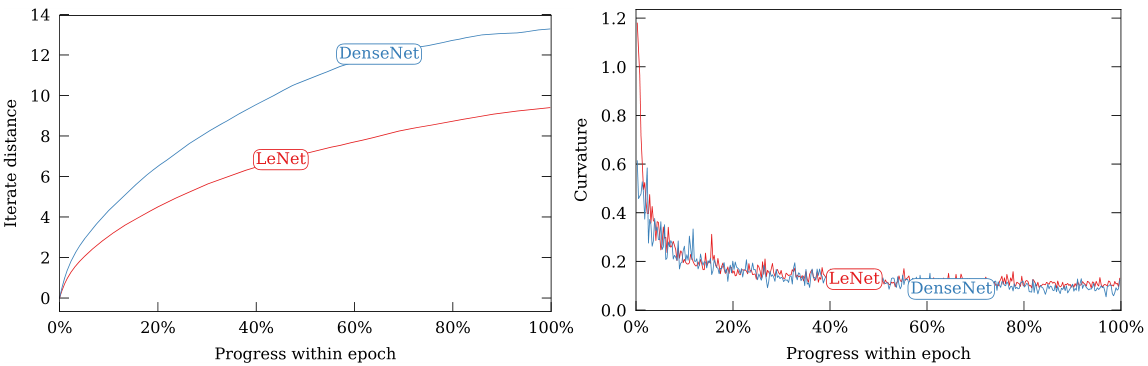 14
12
10
8
6
4
2
0
Iterate distance
DenseNet
LeNet
0% 20% 40% 60% 80% 100%
Progress within epoch
1.2
1.0
0.8
0.6
0.4
0.2
0.0
Curvature
LeNet
DenseNet
0% 20% 40% 60% 80% 100%
Progress within epoch